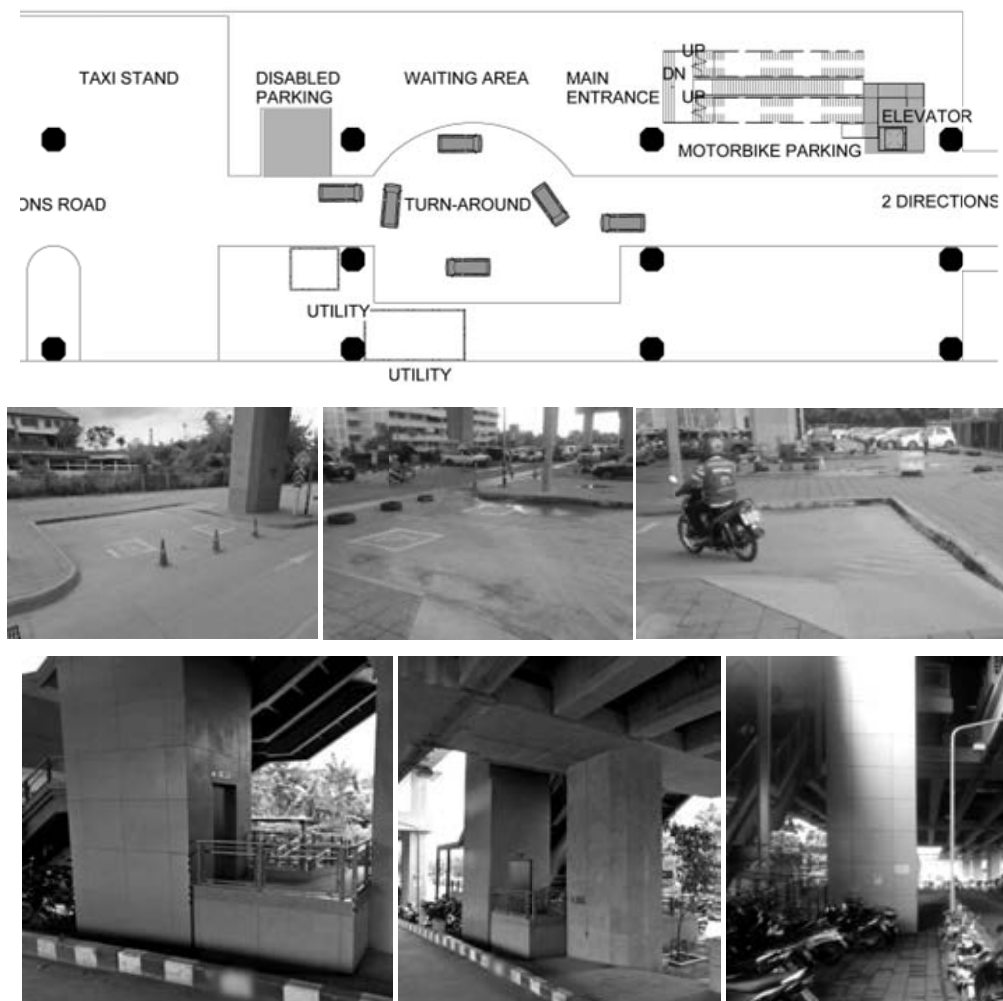 UP
TAXI STAND
DISABLED
PARKING
WAITING AREA
MAIN
ENTRANCE
DN
UP
ELEVATOR
MOTORBIKE PARKING
ONS ROAD
TURN-AROUND
2 DIRECTIONS
UTILITY
UTILITY